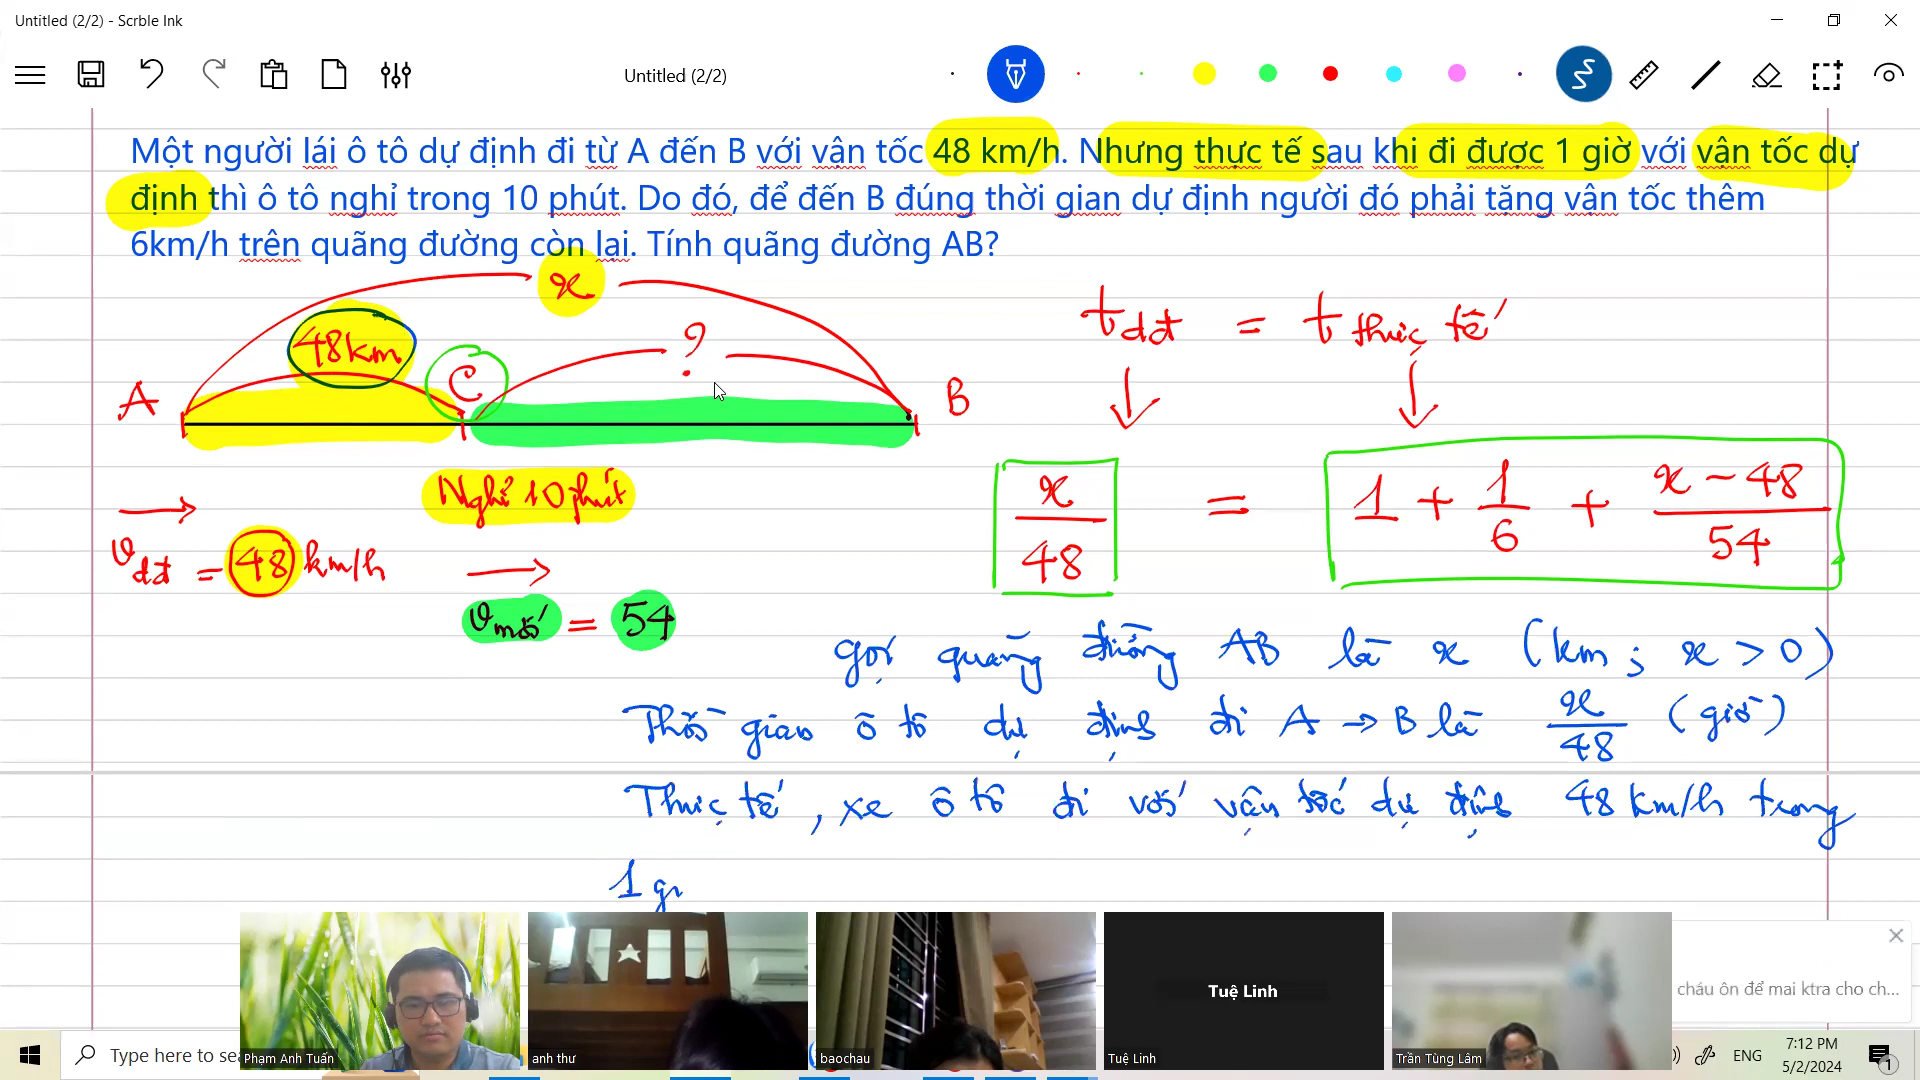 Untitled (2/2) - Scrble Ink
Untitled (2/2)
Một người lái ô tô dự định đi từ A đến B với vận tốc 48 km/h. Nhưng thực tế sau khi đi được 1 giờ với vận tốc dự
định thì ô tô nghỉ trong 10 phút. Do đó, để đến B đúng thời gian dự định người đó phải tăng vận tốc thêm
6km/h trên quãng đường còn lại. Tính quãng đường AB?
x
48km
C
?
A
B
Nghỉ 10 phút
vdđ = 48 km/h
vmới = 54
tdđ = t thực tế
x/48 = 1 + 1/6 + (x - 48)/54
gọi quãng đường AB là x (km; x > 0)
Thời gian ô tô dự định đi A → B là x/48 (giờ)
Thực tế, xe ô tô đi với vận tốc dự định 48 km/h trong
1 gi
cháu ôn để mai ktra cho ch...
Phạm Anh Tuấn
anh thư
baochau
Tuệ Linh
Tuệ Linh
Trần Tùng Lâm
Type here to se
ENG
7:12 PM
5/2/2024
1